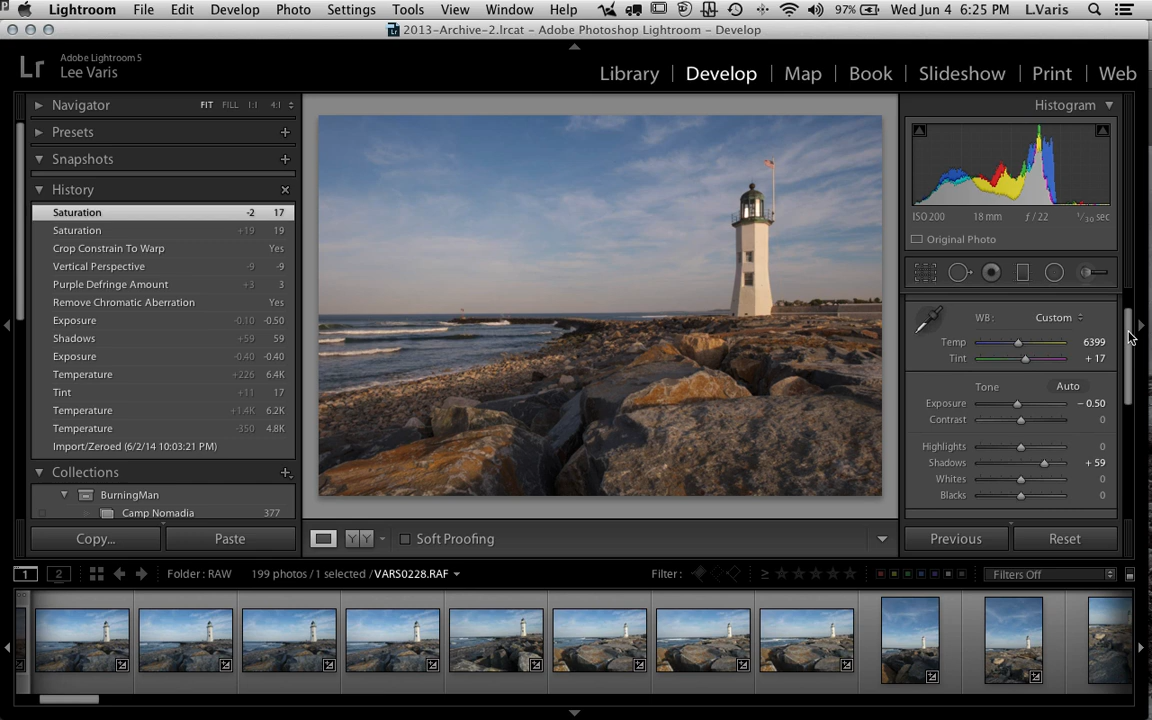 Lightroom File Edit Develop Photo Settings Tools View Window Help 97% Wed Jun 4 6:25 PM L.Varis
2013-Archive-2.lrcat – Adobe Photoshop Lightroom – Develop
Lr Adobe Lightroom 5
Lee Varis
Library Develop Map Book Slideshow Print Web
Navigator FIT FILL 1:1 4:1
Presets
Snapshots
History
Saturation -2 17
Saturation +19 19
Crop Constrain To Warp Yes
Vertical Perspective -9 -9
Purple Defringe Amount +3 3
Remove Chromatic Aberration Yes
Exposure -0.10 -0.50
Shadows +59 59
Exposure -0.40 -0.40
Temperature +226 6.4K
Tint +11 17
Temperature +1.4K 6.2K
Temperature -350 4.8K
Import/Zeroed (6/2/14 10:03:21 PM)
Collections
BurningMan
Camp Nomadia 377
Copy... Paste
Soft Proofing
Histogram
ISO 200 18 mm ƒ / 22 1/30 sec
Original Photo
WB : Custom
Temp 6399
Tint + 17
Tone Auto
Exposure – 0.50
Contrast 0
Highlights 0
Shadows + 59
Whites 0
Blacks 0
Previous Reset
1 2 Folder : RAW 199 photos / 1 selected / VARS0228.RAF Filter : Filters Off